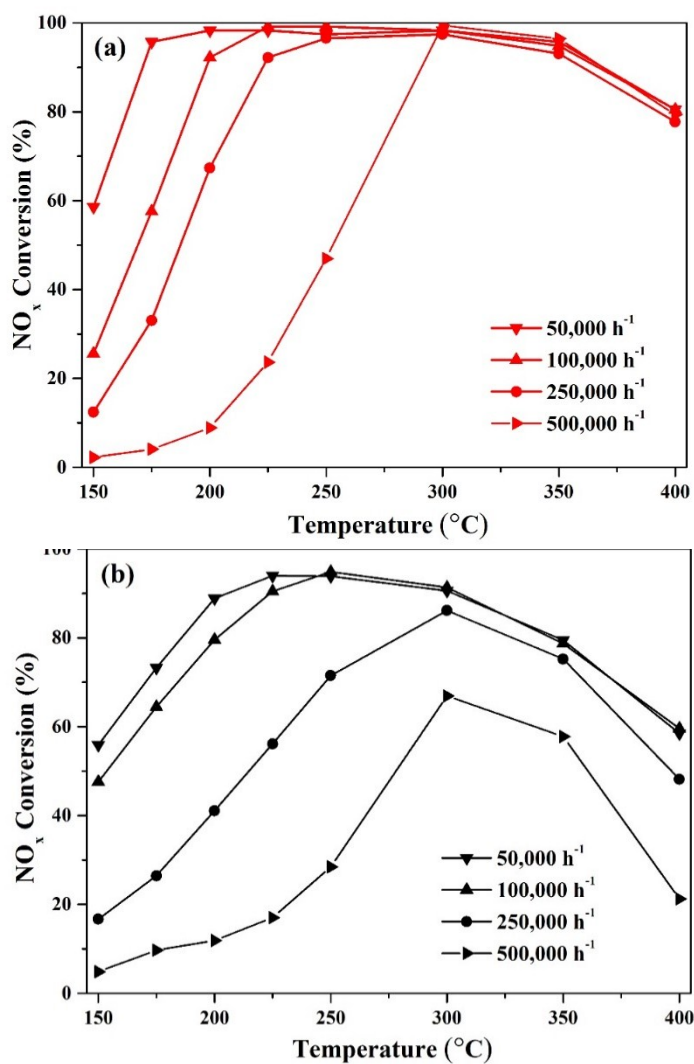 (a)
100
80
60
40
20
0
NOx Conversion (%)
50,000 h-1
100,000 h-1
250,000 h-1
500,000 h-1
150 200 250 300 350 400
Temperature (°C)
(b)
100
80
60
40
20
0
NOx Conversion (%)
50,000 h-1
100,000 h-1
250,000 h-1
500,000 h-1
150 200 250 300 350 400
Temperature (°C)